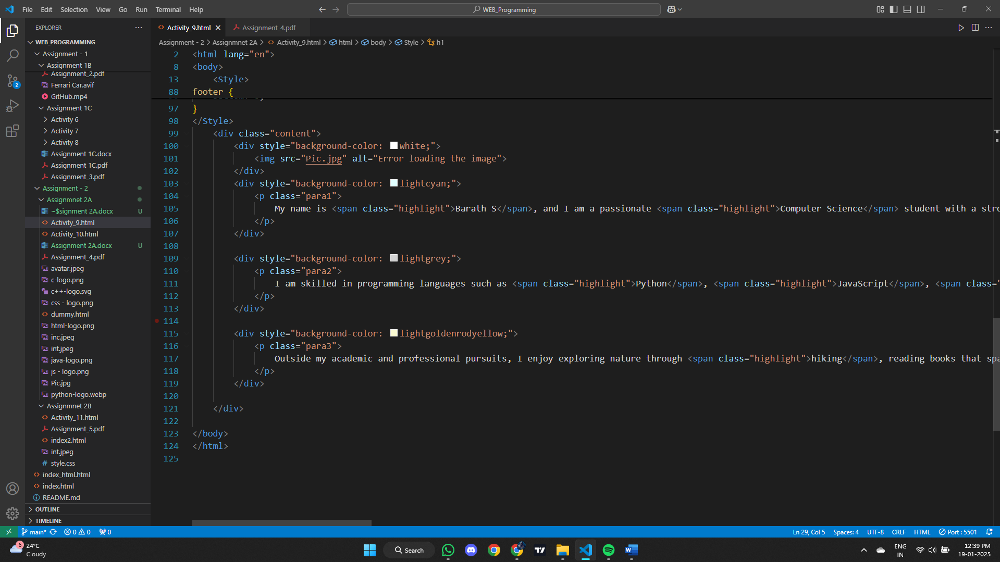 File Edit Selection View Go Run Terminal Help
WEB_Programming
EXPLORER
WEB_PROGRAMMING
Assignment - 1
Assignment 1B
Assignment_2.pdf
Ferrari Car.avif
GitHub.mp4
Assignment 1C
Activity 6
Activity 7
Activity 8
Assignment 1C.docx
Assignment 1C.pdf
Assignment_3.pdf
Assignment - 2
Assignmnet 2A
~$signment 2A.docx U
Activity_9.html
Activity_10.html
Assignment 2A.docx U
Assignment_4.pdf
avatar.jpeg
c-logo.png
c++-logo.svg
css - logo.png
dummy.html
html-logo.png
inc.jpeg
int.jpeg
java-logo.png
js - logo.png
Pic.jpg
python-logo.webp
Assignmnet 2B
Activity_11.html
Assignment_5.pdf
index2.html
int.jpeg
style.css
index_html.html
index.html
README.md
OUTLINE
TIMELINE
2
Activity_9.html
Assignment_4.pdf
Assignment - 2 > Assignmnet 2A > Activity_9.html > html > body > Style > h1
2 <html lang="en">
8 <body>
13 <Style>
88 footer {
97 }
98 </Style>
99 <div class="content">
100 <div style="background-color: white;">
101 <img src="Pic.jpg" alt="Error loading the image">
102 </div>
103 <div style="background-color: lightcyan;">
104 <p class="para1">
105 My name is <span class="highlight">Barath S</span>, and I am a passionate <span class="highlight">Computer Science</span> student with a stro
106 </p>
107 </div>
108
109 <div style="background-color: lightgrey;">
110 <p class="para2">
111 I am skilled in programming languages such as <span class="highlight">Python</span>, <span class="highlight">JavaScript</span>, <span class="
112 </p>
113 </div>
114
115 <div style="background-color: lightgoldenrodyellow;">
116 <p class="para3">
117 Outside my academic and professional pursuits, I enjoy exploring nature through <span class="highlight">hiking</span>, reading books that spa
118 </p>
119 </div>
120
121 </div>
122
123 </body>
124 </html>
125
main* 0 0 0
Ln 29, Col 5 Spaces: 4 UTF-8 CRLF HTML Port : 5501
6
24°C
Cloudy
Search
ENG
IN
12:39 PM
19-01-2025